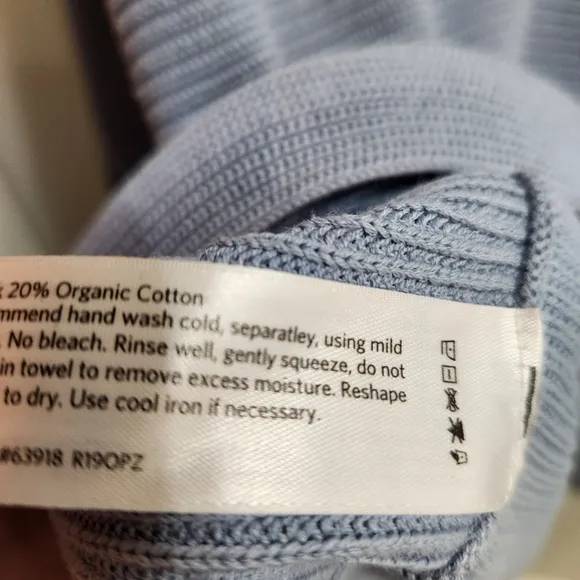 20% Organic Cotton
mmend hand wash cold, separatley, using mild
. No bleach. Rinse well, gently squeeze, do not
in towel to remove excess moisture. Reshape
to dry. Use cool iron if necessary.
#63918 R19OPZ